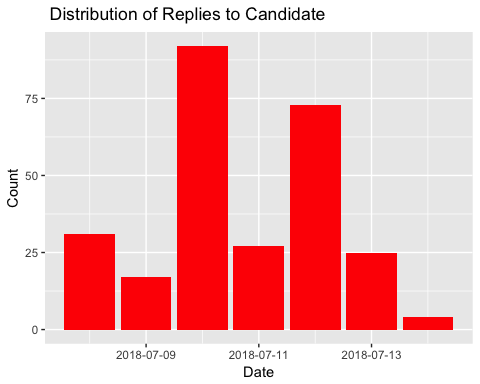 Distribution of Replies to Candidate
75
50
25
0
Count
2018-07-09 2018-07-11 2018-07-13
Date